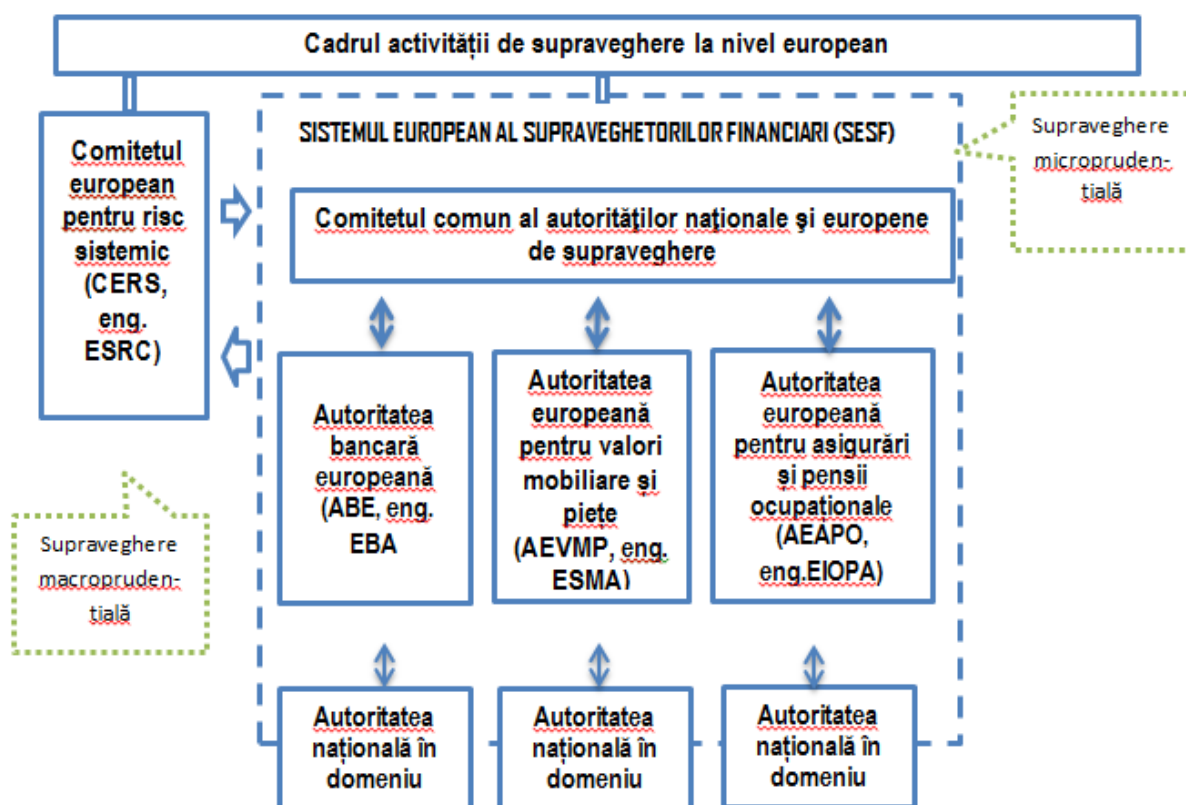 Cadrul activității de supraveghere la nivel european
Comitetul
european
pentru risc
sistemic
(CERS,
eng.
ESRC)
SISTEMUL EUROPEAN AL SUPRAVEGHETORILOR FINANCIARI (SESF)
Supraveghere
micropruden-
țială
Comitetul comun al autorităților naționale şi europene
de supraveghere
Autoritatea
bancară
europeană
(ABE, eng.
EBA
Autoritatea
europeană
pentru valori
mobiliare și
piețe
(AEVMP, eng.
ESMA)
Autoritatea
europeană
pentru asigurări
și pensii
ocupaționale
(AEAPO,
eng.EIOPA)
Supraveghere
macropruden-
țială
Autoritatea
națională în
domeniu
Autoritatea
națională în
domeniu
Autoritatea
națională în
domeniu